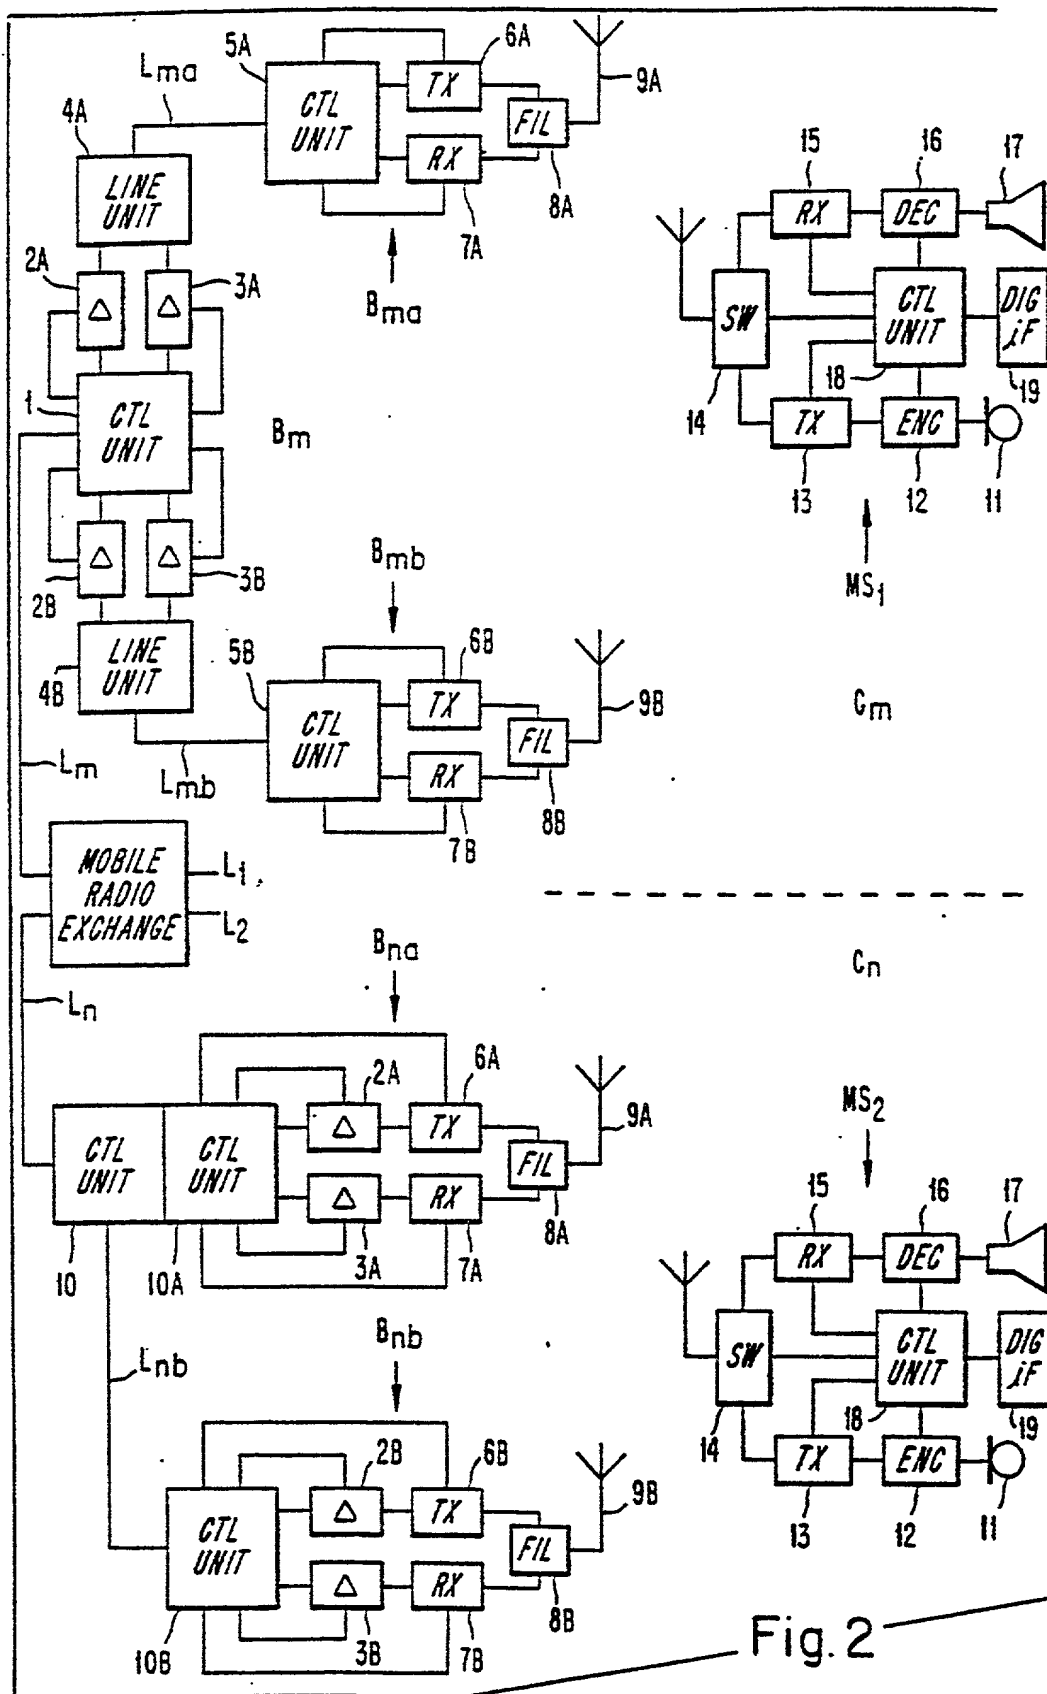 5A
6A
9A
Lma
CTL
UNIT
TX
RX
FIL
8A
7A
4A
LINE
UNIT
2A
3A
Bma
1
CTL
UNIT
Bm
2B
3B
LINE
UNIT
4B
Bmb
5B
6B
9B
CTL
UNIT
TX
RX
FIL
8B
7B
Lm
Lmb
15
16
17
RX
DEC
SW
CTL
UNIT
DIG
iF
18
19
14
TX
ENC
13
12
11
MS1
Cm
MOBILE
RADIO
EXCHANGE
L1
L2
Ln
Cn
Bna
2A
6A
9A
CTL
UNIT
CTL
UNIT
TX
RX
FIL
8A
10
10A
3A
7A
Lnb
Bnb
2B
6B
9B
CTL
UNIT
TX
RX
FIL
8B
10B
3B
7B
MS2
15
16
17
RX
DEC
SW
CTL
UNIT
DIG
iF
18
19
14
TX
ENC
13
12
11
Fig. 2